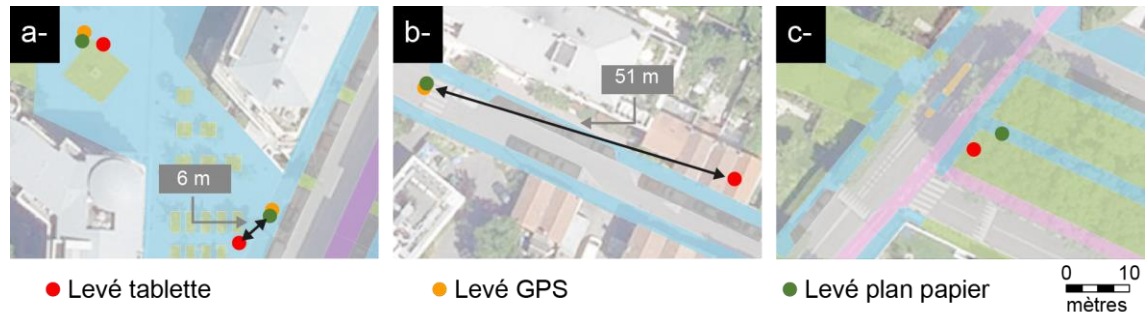 a-
b-
c-
6 m
51 m
Levé tablette
Levé GPS
Levé plan papier
0 10
mètres